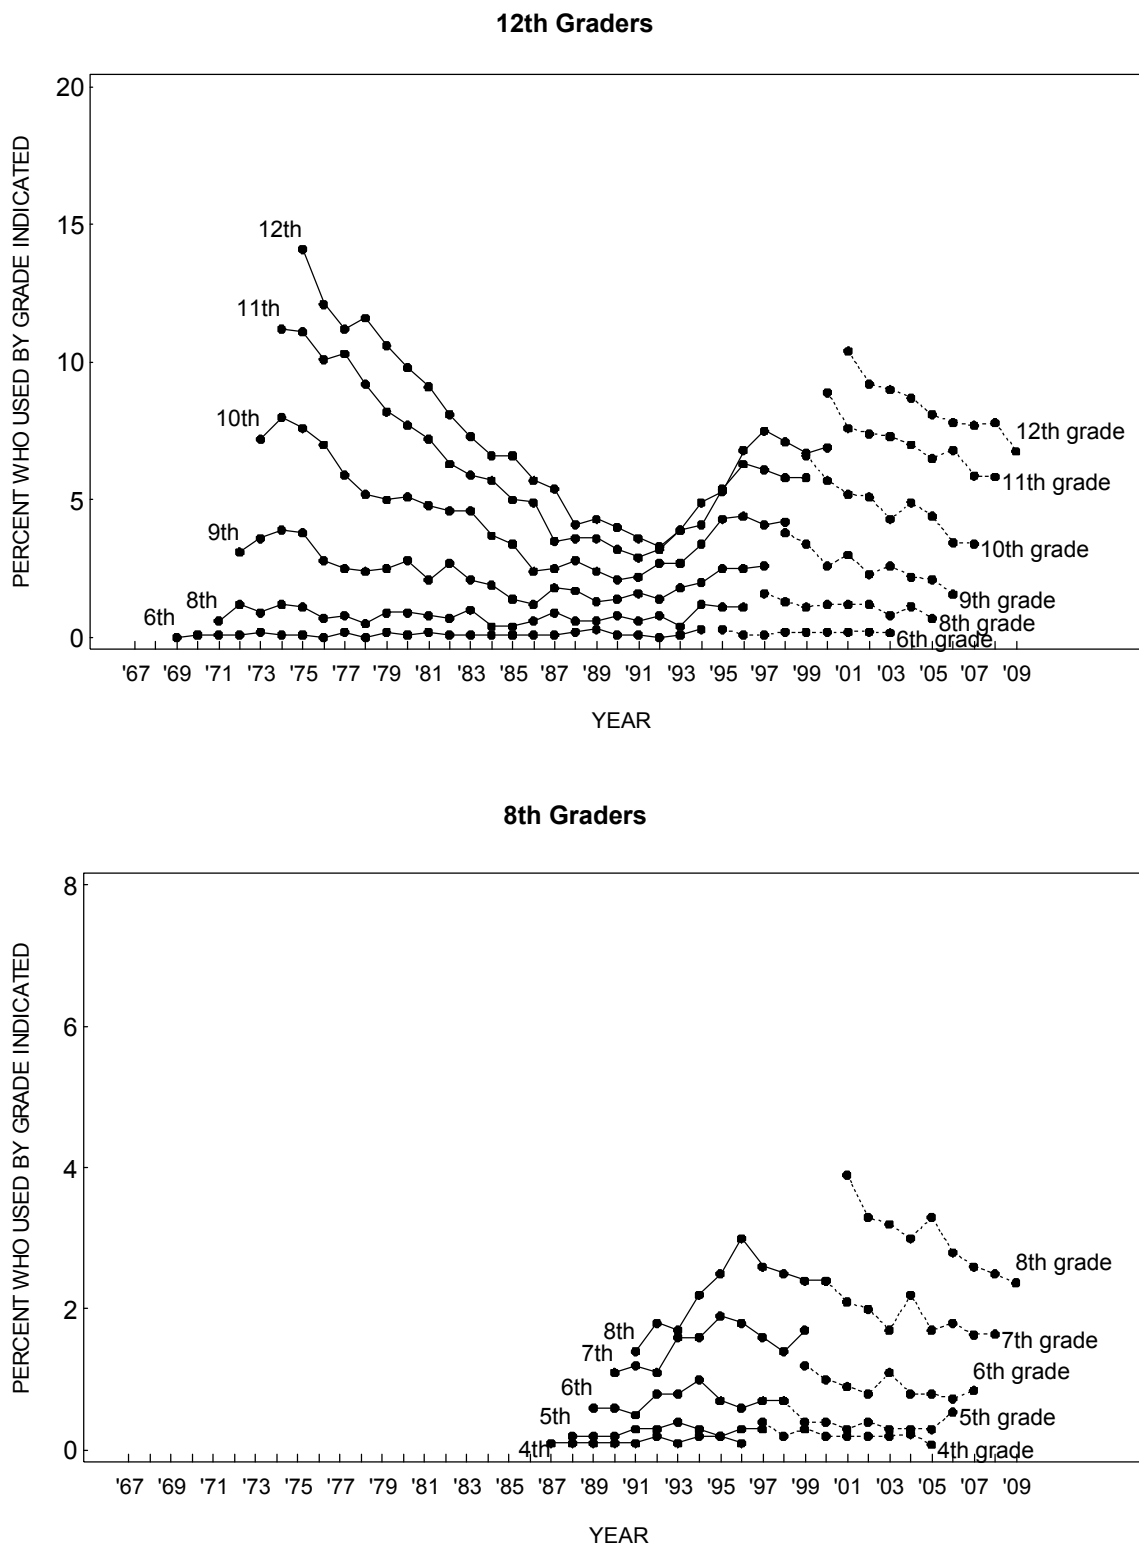 12th Graders
PERCENT WHO USED BY GRADE INDICATED
20
15
10
5
0
12th
11th
10th
9th
8th
6th
12th grade
11th grade
10th grade
9th grade
8th grade
6th grade
'67 '69 '71 '73 '75 '77 '79 '81 '83 '85 '87 '89 '91 '93 '95 '97 '99 '01 '03 '05 '07 '09
YEAR
8th Graders
PERCENT WHO USED BY GRADE INDICATED
8
6
4
2
0
8th
7th
6th
5th
4th
8th grade
7th grade
6th grade
5th grade
4th grade
'67 '69 '71 '73 '75 '77 '79 '81 '83 '85 '87 '89 '91 '93 '95 '97 '99 '01 '03 '05 '07 '09
YEAR